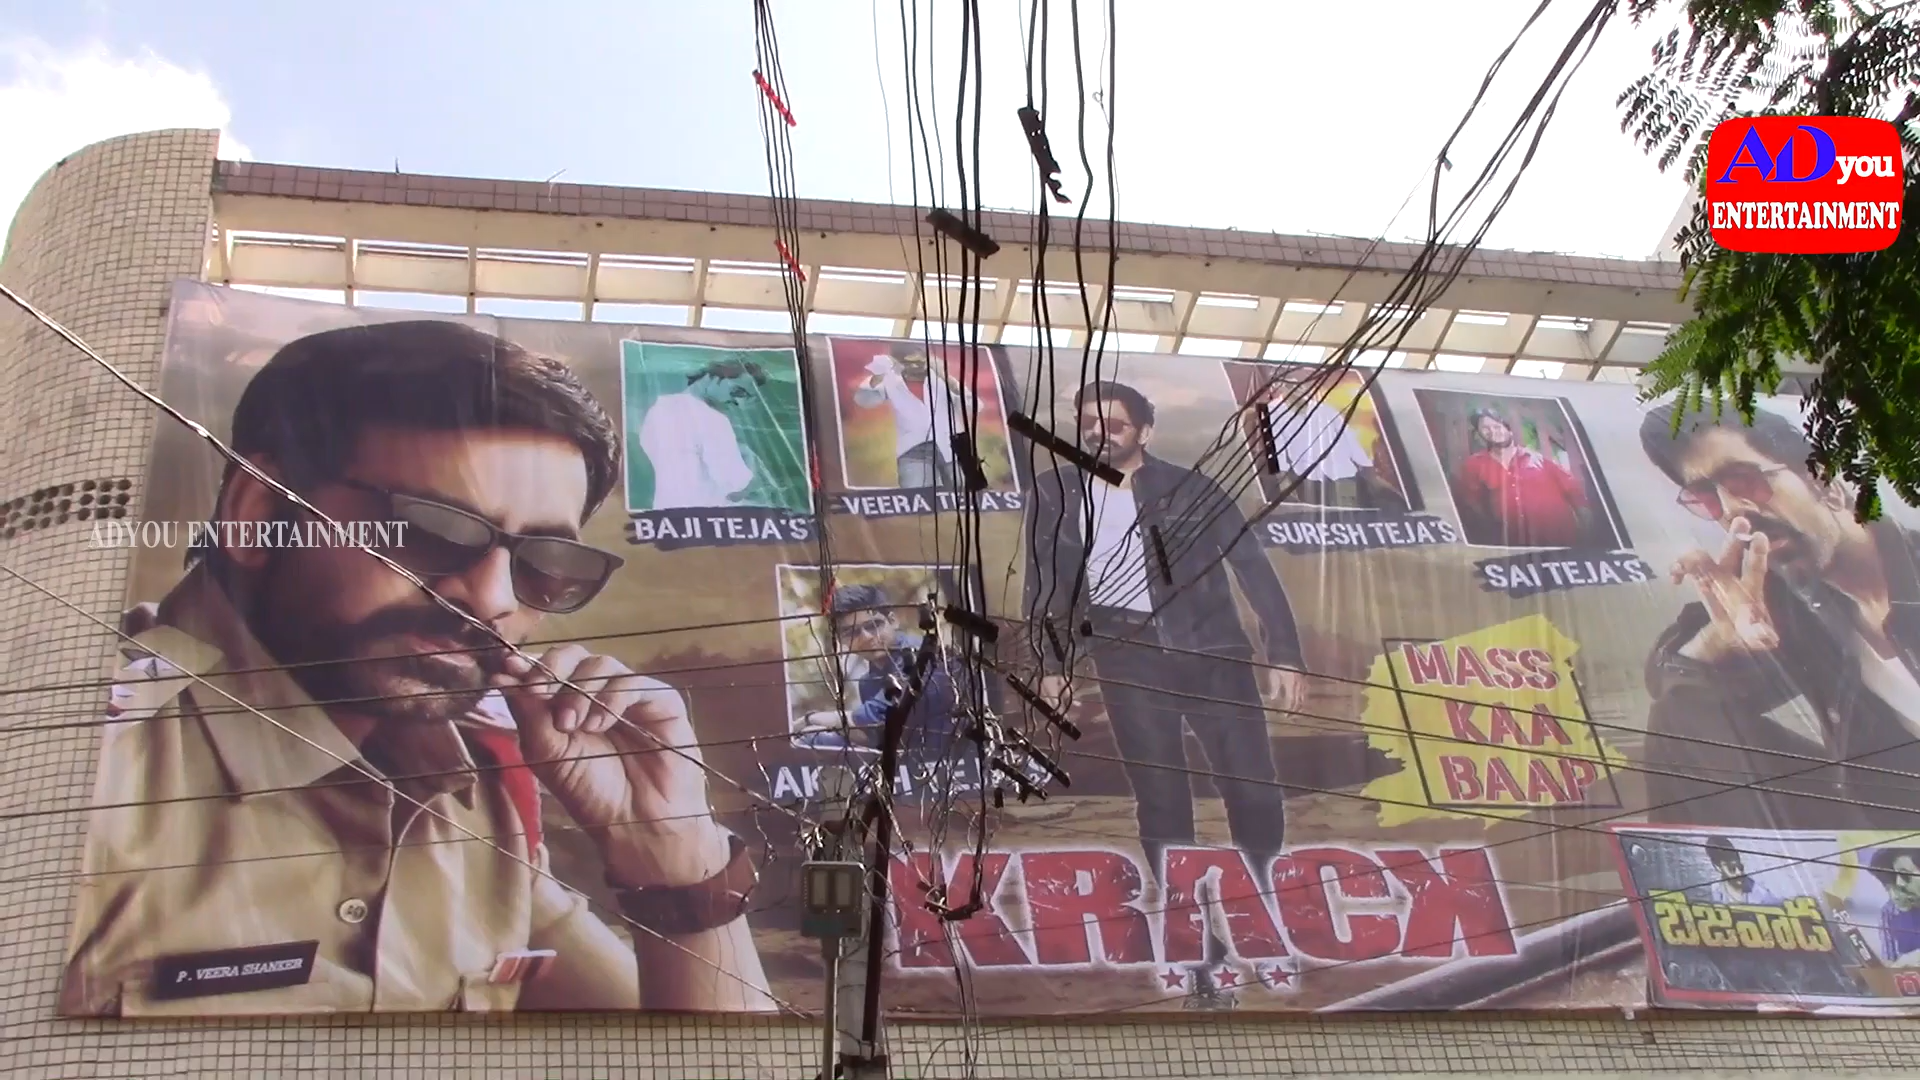 ADyou
ENTERTAINMENT
ADYOU ENTERTAINMENT
BAJI TEJA'S
VEERA TEJA'S
SURESH TEJA'S
SAI TEJA'S
TEJA'S
MASS
KAA
BAAP
KRACK
P. VEERA SHANKER
బెజవాడ